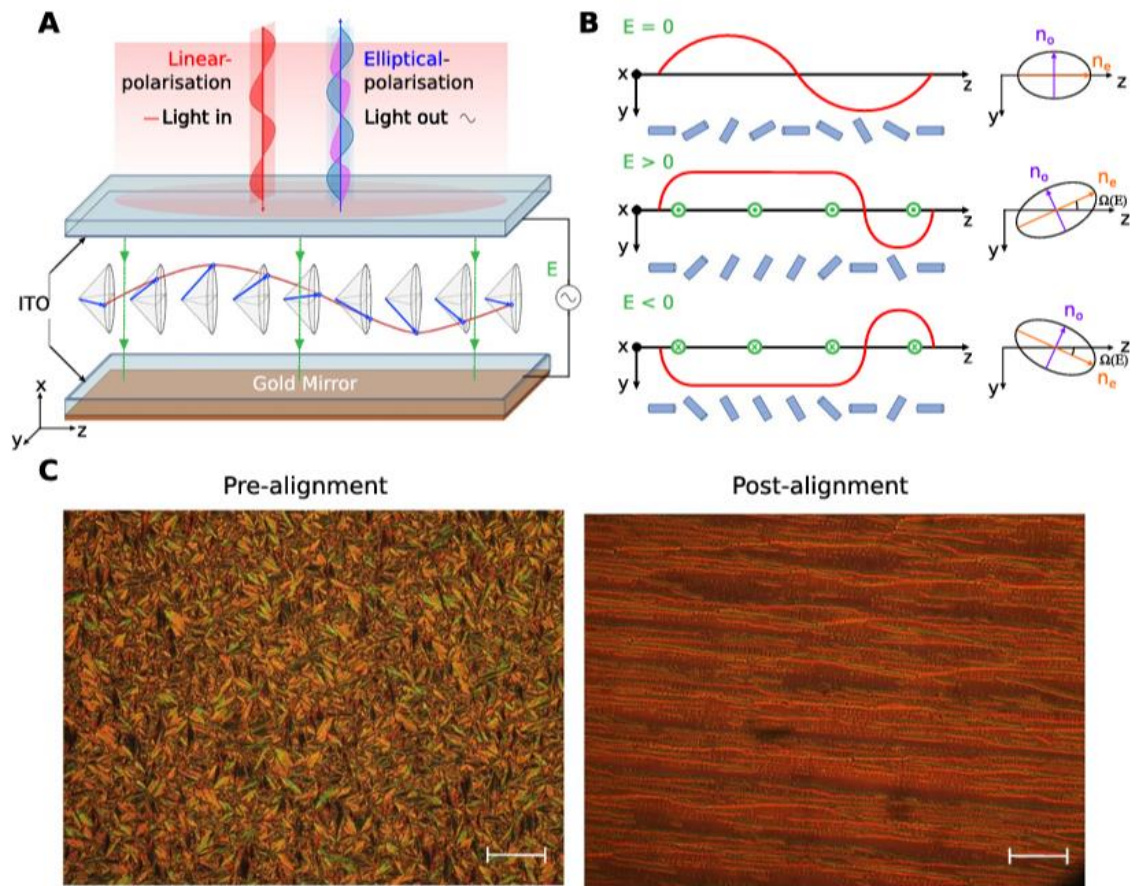 A
Linear-
polarisation
Light in
Elliptical-
polarisation
Light out
E
ITO
Gold Mirror
x
y
z
B
E = 0
x
y
z
n_o
n_e
z
y
E > 0
x
y
z
n_o
n_e
Ω(E)
z
y
E < 0
x
y
z
n_o
z
Ω(E)
n_e
y
C
Pre-alignment
Post-alignment